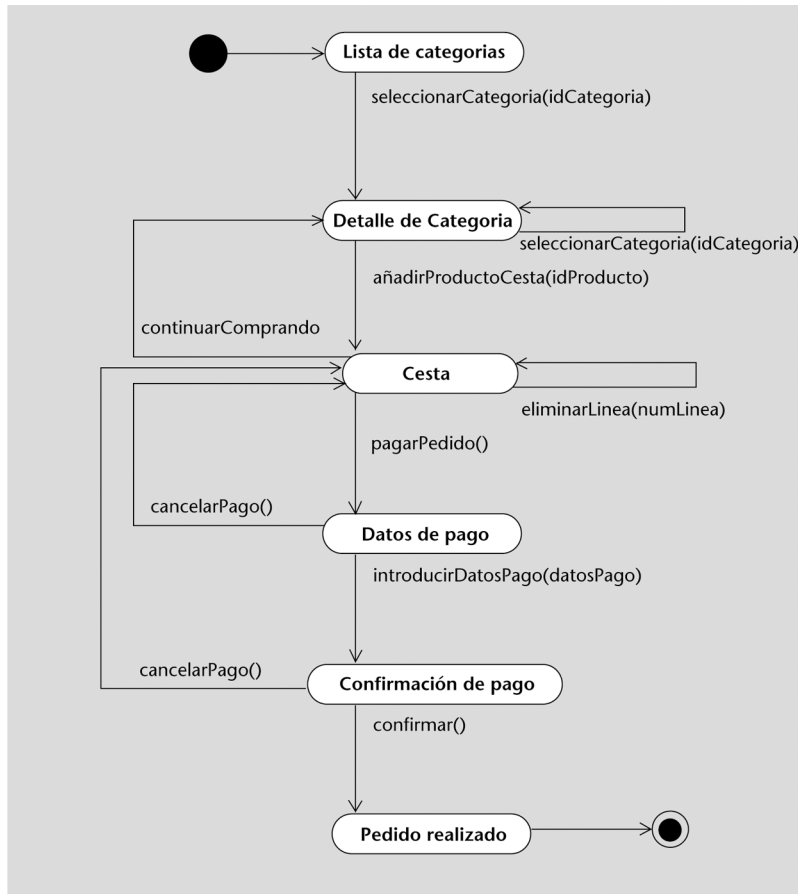 Lista de categorias
seleccionarCategoria(idCategoria)
Detalle de Categoria
seleccionarCategoria(idCategoria)
añadirProductoCesta(idProducto)
continuarComprando
Cesta
eliminarLinea(numLinea)
pagarPedido()
cancelarPago()
Datos de pago
introducirDatosPago(datosPago)
cancelarPago()
Confirmación de pago
confirmar()
Pedido realizado